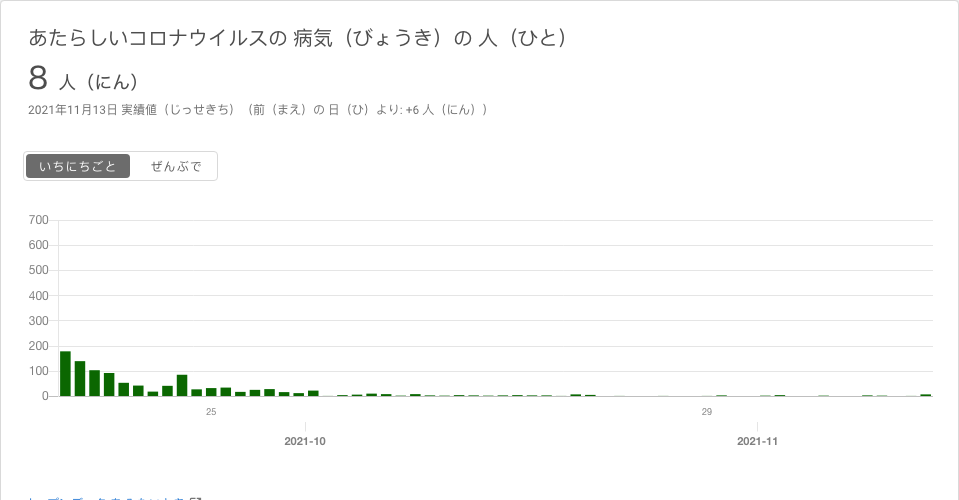 あたらしいコロナウイルスの 病気（びょうき）の 人（ひと）
8 人（にん）
2021年11月13日 実績値（じっせきち）（前（まえ）の 日（ひ）より: +6 人（にん））
いちにちごと ぜんぶで
700
600
500
400
300
200
100
0
25 29
2021-10 2021-11